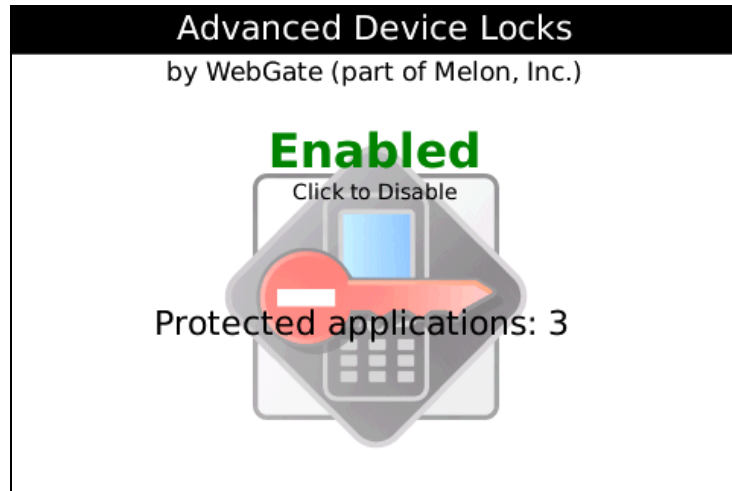 Advanced Device Locks
by WebGate (part of Melon, Inc.)
Enabled
Click to Disable
Protected applications: 3